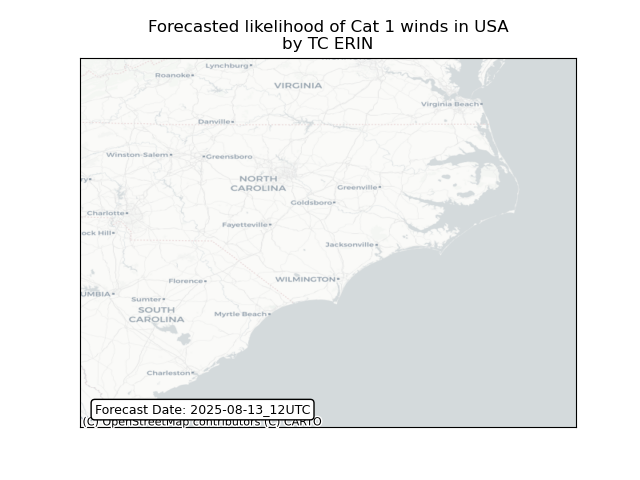 Forecasted likelihood of Cat 1 winds in USA
by TC ERIN
Lynchburg
Roanoke
VIRGINIA
Virginia Beach
Danville
Winston-Salem
Greensboro
NORTH
CAROLINA
Greenville
Goldsboro
Charlotte
ock Hill
Fayetteville
Jacksonville
Florence
WILMINGTON
UMBIA
Sumter
SOUTH
CAROLINA
Myrtle Beach
Charleston
Forecast Date: 2025-08-13_12UTC
(C) OpenStreetMap contributors (C) CARTO